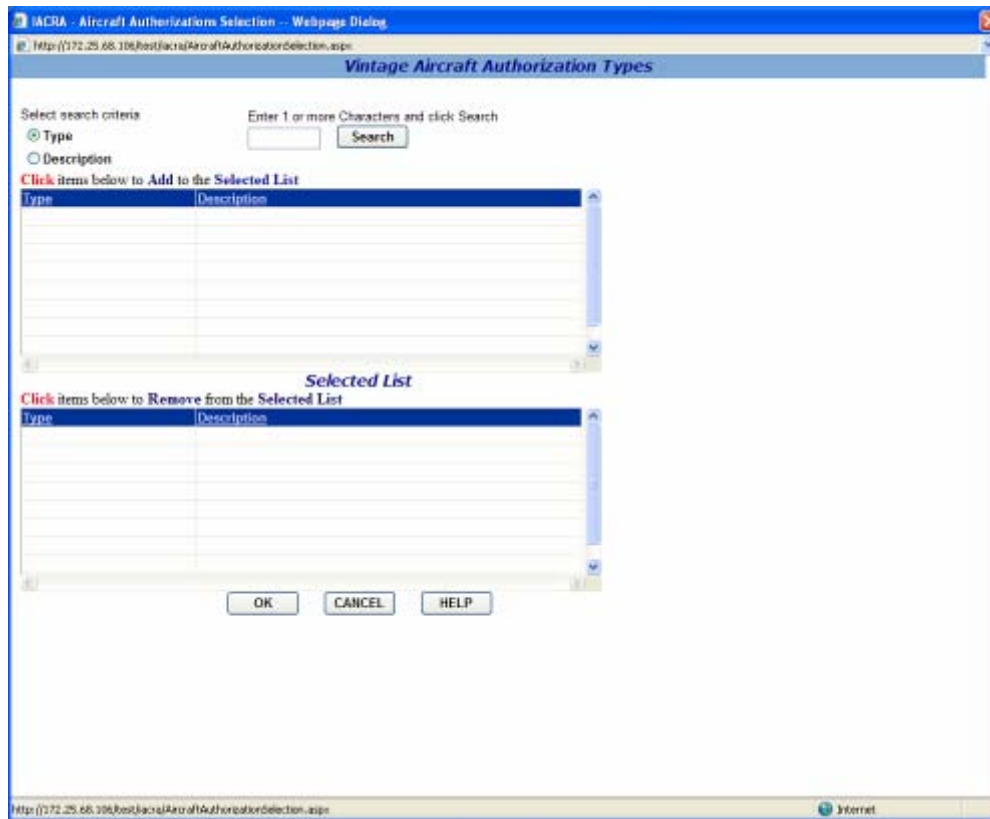 IACRA - Aircraft Authorizations Selection -- Webpage Dialog
http://172.25.68.106/test/iacra/AircraftAuthorizationSelection.aspx
Vintage Aircraft Authorization Types
Select search criteria
Enter 1 or more Characters and click Search
Type
Search
Description
Click items below to Add to the Selected List
Type Description
Selected List
Click items below to Remove from the Selected List
Type Description
OK CANCEL HELP
http://172.25.68.106/test/iacra/AircraftAuthorizationSelection.aspx Internet